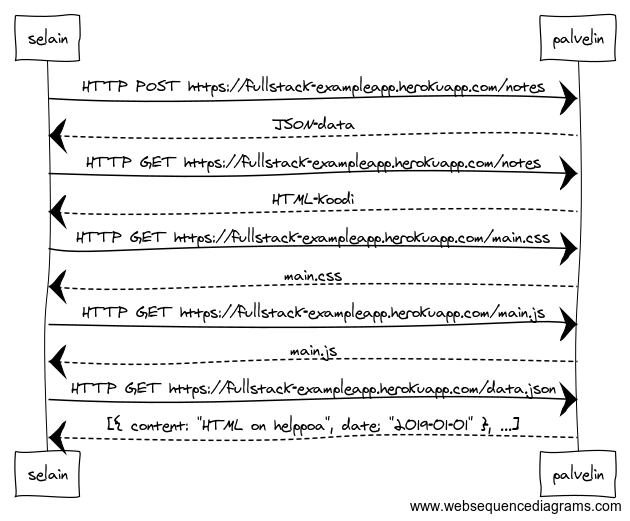 selain
palvelin
HTTP POST https://fullstack-exampleapp.herokuapp.com/notes
JSON-data
HTTP GET https://fullstack-exampleapp.herokuapp.com/notes
HTML-koodi
HTTP GET https://fullstack-exampleapp.herokuapp.com/main.css
main.css
HTTP GET https://fullstack-exampleapp.herokuapp.com/main.js
main.js
HTTP GET https://fullstack-exampleapp.herokuapp.com/data.json
[{ content: "HTML on helppoa", date: "2019-01-01" }, ...]
selain
palvelin
www.websequencediagrams.com